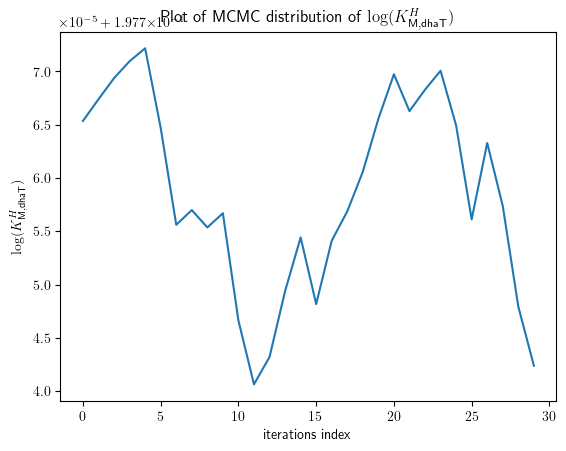 Plot of MCMC distribution of log(K^H_M,dhaT)
×10−5 + 1.977×10
7.0
6.5
6.0
5.5
5.0
4.5
4.0
log(K^H_M,dhaT)
0 5 10 15 20 25 30
iterations index